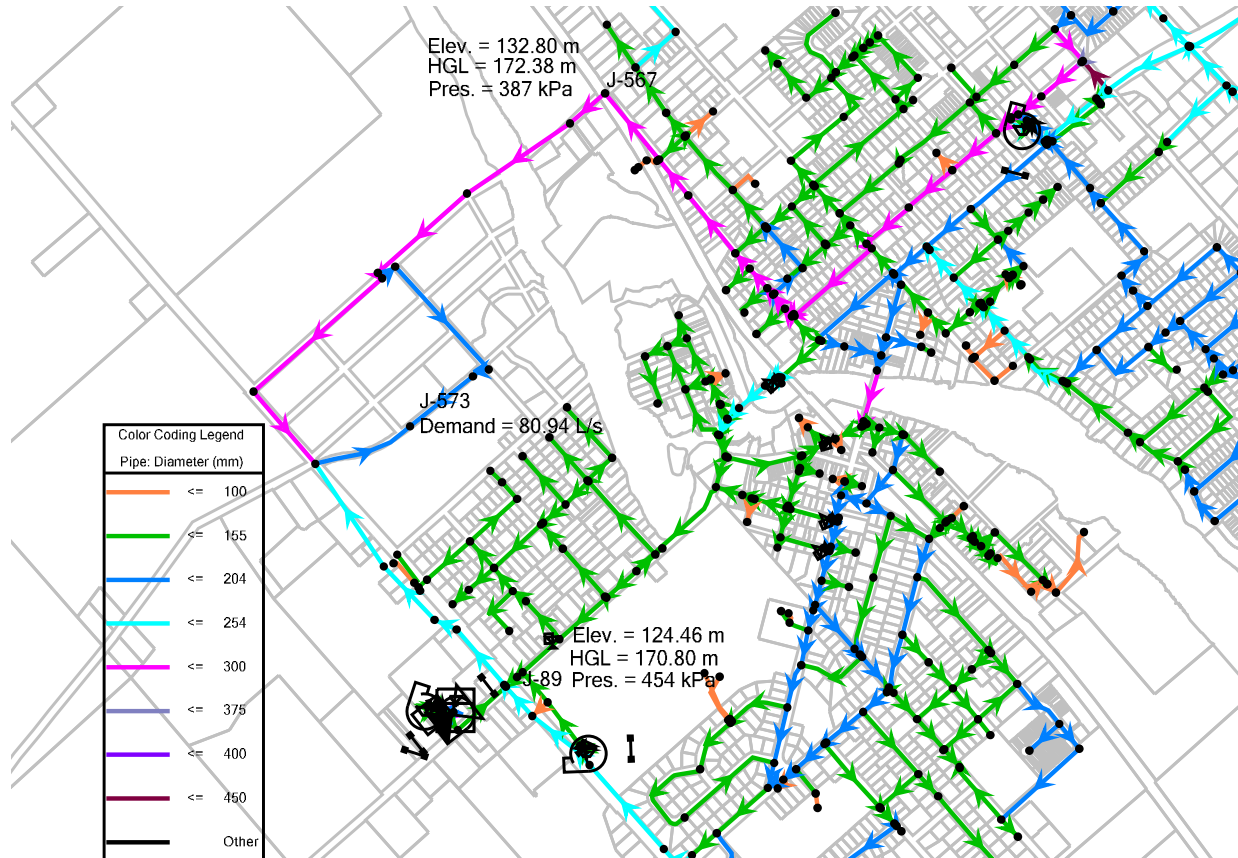 Elev. = 132.80 m
HGL = 172.38 m
Pres. = 387 kPa
J-567
J-573
Demand = 80.94 L/s
Color Coding Legend
Pipe: Diameter (mm)
<= 100
<= 155
<= 204
<= 254
<= 300
<= 375
<= 400
<= 450
Other
Elev. = 124.46 m
HGL = 170.80 m
J-89 Pres. = 454 kPa